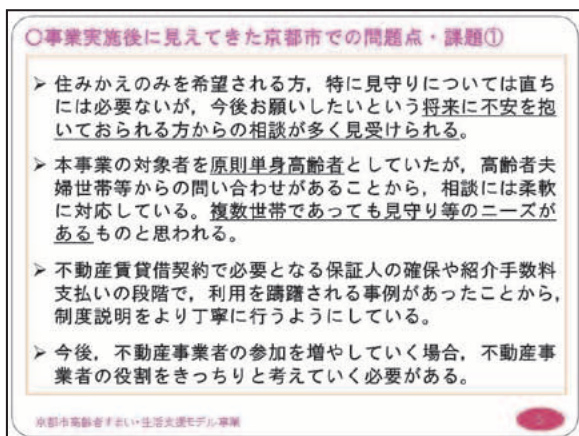 〇事業実施後に見えてきた京都市での問題点・課題①
➤ 住みかえのみを希望される方，特に見守りについては直ち
には必要ないが，今後お願いしたいという将来に不安を抱
いておられる方からの相談が多く見受けられる。
➤ 本事業の対象者を原則単身高齢者としていたが，高齢者夫
婦世帯等からの問い合わせがあることから，相談には柔軟
に対応している。複数世帯であっても見守り等のニーズが
あるものと思われる。
➤ 不動産賃貸借契約で必要となる保証人の確保や紹介手数料
支払いの段階で，利用を躊躇される事例があったことから，
制度説明をより丁寧に行うようにしている。
➤ 今後，不動産事業者の参加を増やしていく場合，不動産事
業者の役割をきっちりと考えていく必要がある。
京都市高齢者すまい・生活支援モデル事業